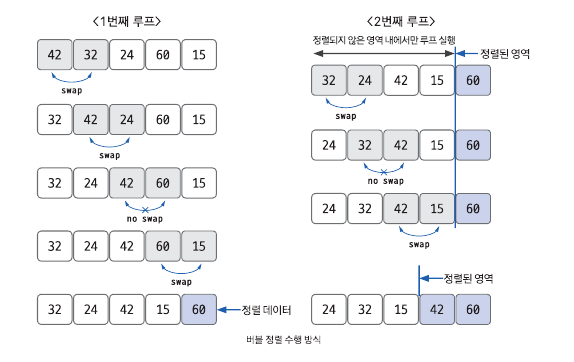 <1번째 루프>
42 32 24 60 15
swap
32 42 24 60 15
swap
32 24 42 60 15
no swap
32 24 42 60 15
swap
32 24 42 15 60
정렬 데이터
<2번째 루프>
정렬되지 않은 영역 내에서만 루프 실행
정렬된 영역
32 24 42 15 60
swap
24 32 42 15 60
no swap
24 32 42 15 60
swap
정렬된 영역
24 32 15 42 60
버블 정렬 수행 방식